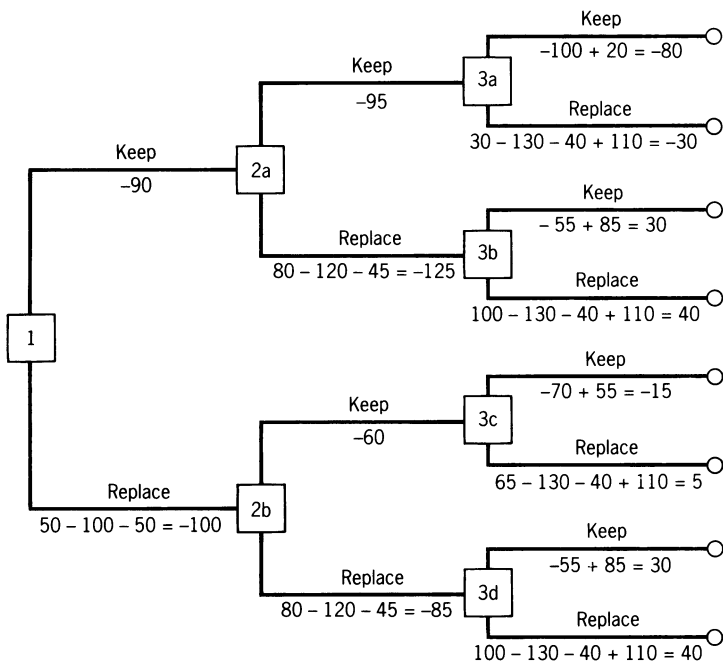 Keep
–100 + 20 = –80
Keep
–95
3a
Replace
30 – 130 – 40 + 110 = –30
Keep
–90
2a
Keep
– 55 + 85 = 30
Replace
80 – 120 – 45 = –125
3b
Replace
100 – 130 – 40 + 110 = 40
1
Keep
–70 + 55 = –15
Keep
–60
3c
Replace
65 – 130 – 40 + 110 = 5
Replace
50 – 100 – 50 = –100
2b
Keep
–55 + 85 = 30
Replace
80 – 120 – 45 = –85
3d
Replace
100 – 130 – 40 + 110 = 40